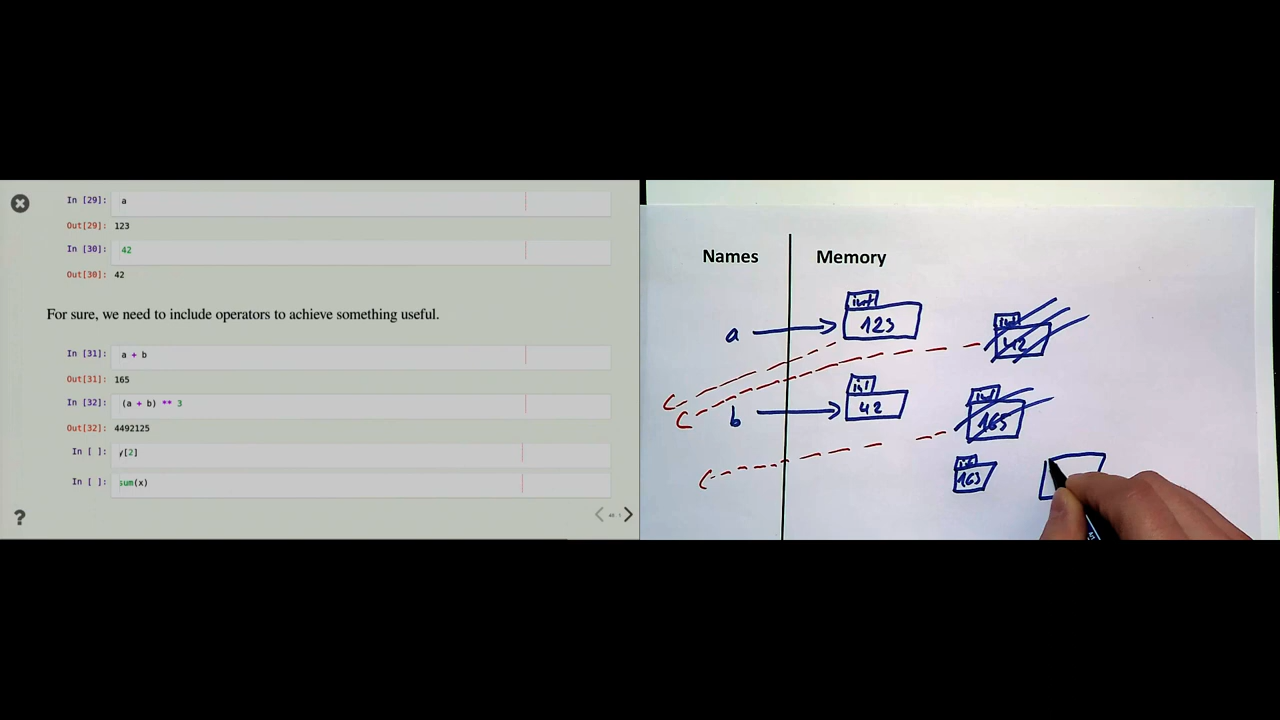 In [29]: a
Out[29]: 123
In [30]: 42
Out[30]: 42
For sure, we need to include operators to achieve something useful.
In [31]: a + b
Out[31]: 165
In [32]: (a + b) ** 3
Out[32]: 4492125
In [ ]: y[2]
In [ ]: sum(x)
?
Names Memory
int
a 123
int
42
int
b 42
int
165
int
165